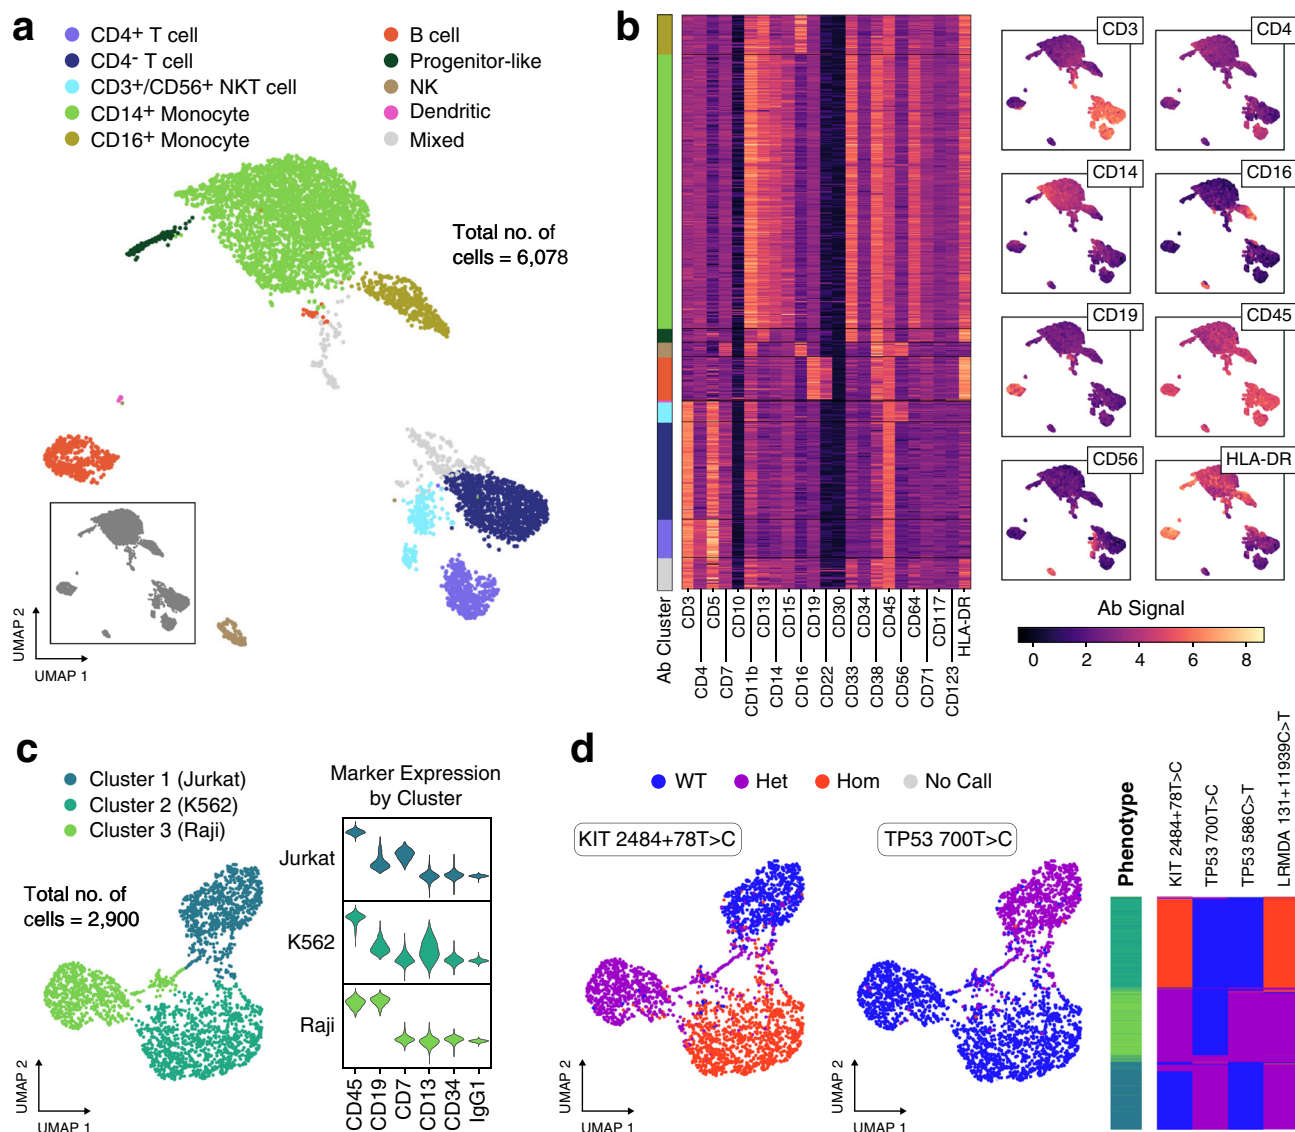 a
CD4+ T cell
CD4- T cell
CD3+/CD56+ NKT cell
CD14+ Monocyte
CD16+ Monocyte
B cell
Progenitor-like
NK
Dendritic
Mixed
Total no. of
cells = 6,078
UMAP 2
UMAP 1
b
Ab Cluster
CD3
CD4
CD5
CD7
CD10
CD11b
CD13
CD14
CD15
CD16
CD19
CD22
CD30
CD33
CD34
CD38
CD45
CD56
CD64
CD71
CD117
CD123
HLA-DR
CD3
CD4
CD14
CD16
CD19
CD45
CD56
HLA-DR
Ab Signal
0 2 4 6 8
c
Cluster 1 (Jurkat)
Cluster 2 (K562)
Cluster 3 (Raji)
Total no. of
cells = 2,900
UMAP 2
UMAP 1
Marker Expression
by Cluster
Jurkat
K562
Raji
CD45
CD19
CD7
CD13
CD34
IgG1
d
WT
Het
Hom
No Call
KIT 2484+78T>C
TP53 700T>C
UMAP 2
UMAP 1
UMAP 2
UMAP 1
Phenotype
KIT 2484+78T>C
TP53 700T>C
TP53 586C>T
LRMDA 131+11939C>T